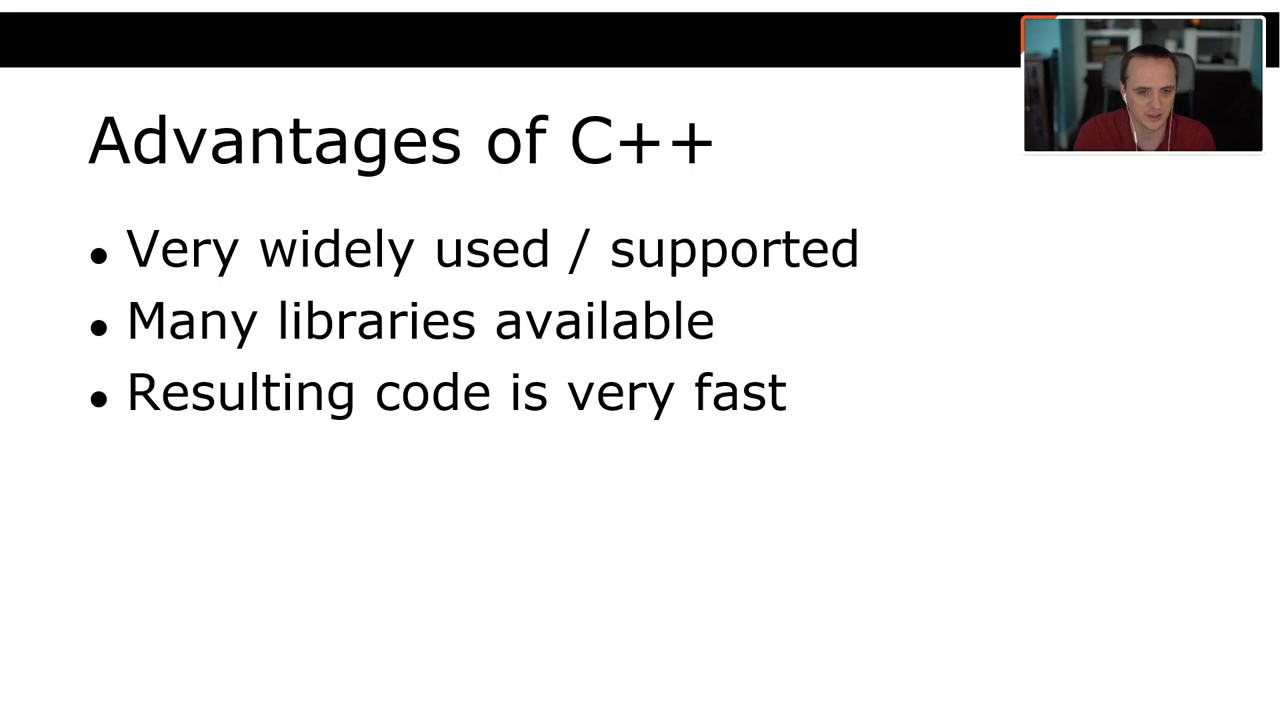 Advantages of C++
● Very widely used / supported
● Many libraries available
● Resulting code is very fast